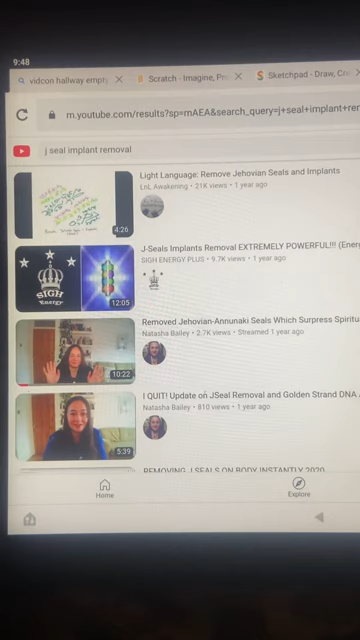 9:48
vidcon hallway empty
Scratch - Imagine, Pro
Sketchpad - Draw, Cre
m.youtube.com/results?sp=mAEA&search_query=j+seal+implant+rem
j seal implant removal
Light Language: Remove Jehovian Seals and Implants
LnL Awakening • 21K views • 1 year ago
4:26
J-Seals Implants Removal EXTREMELY POWERFUL!!! (Energ
SIGH ENERGY PLUS • 9.7K views • 1 year ago
SIGH
Energy
12:05
Removed Jehovian-Annunaki Seals Which Surpress Spiritu
Natasha Bailey • 2.7K views • Streamed 1 year ago
10:22
I QUIT! Update on JSeal Removal and Golden Strand DNA
Natasha Bailey • 810 views • 1 year ago
5:39
REMOVING J SEALS ON BODY INSTANTLY 2020
Home
Explore